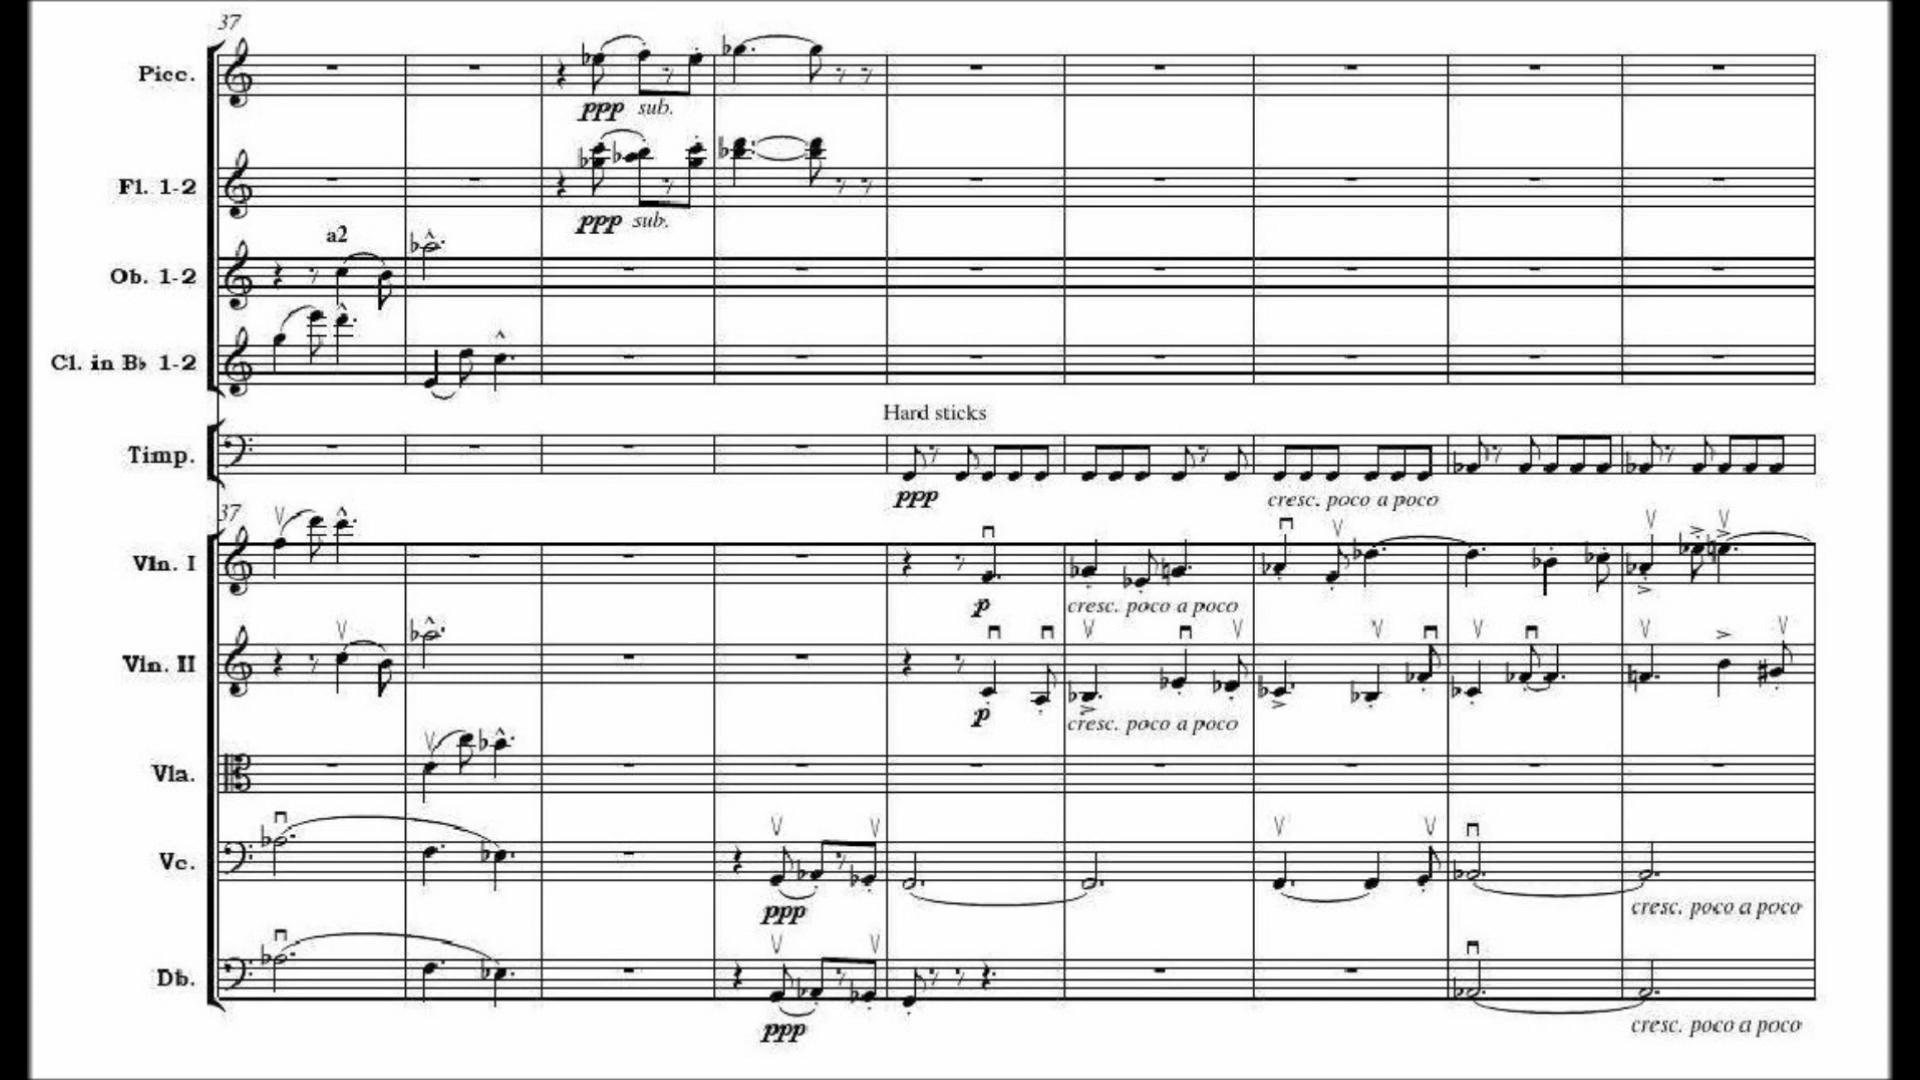 37
Picc.
ppp sub.
Fl. 1-2
ppp sub.
a2
Ob. 1-2
Cl. in B♭ 1-2
Hard sticks
Timp.
ppp
cresc. poco a poco
37
Vln. I
p
cresc. poco a poco
Vln. II
p
cresc. poco a poco
Vla.
Vc.
ppp
cresc. poco a poco
Db.
ppp
cresc. poco a poco